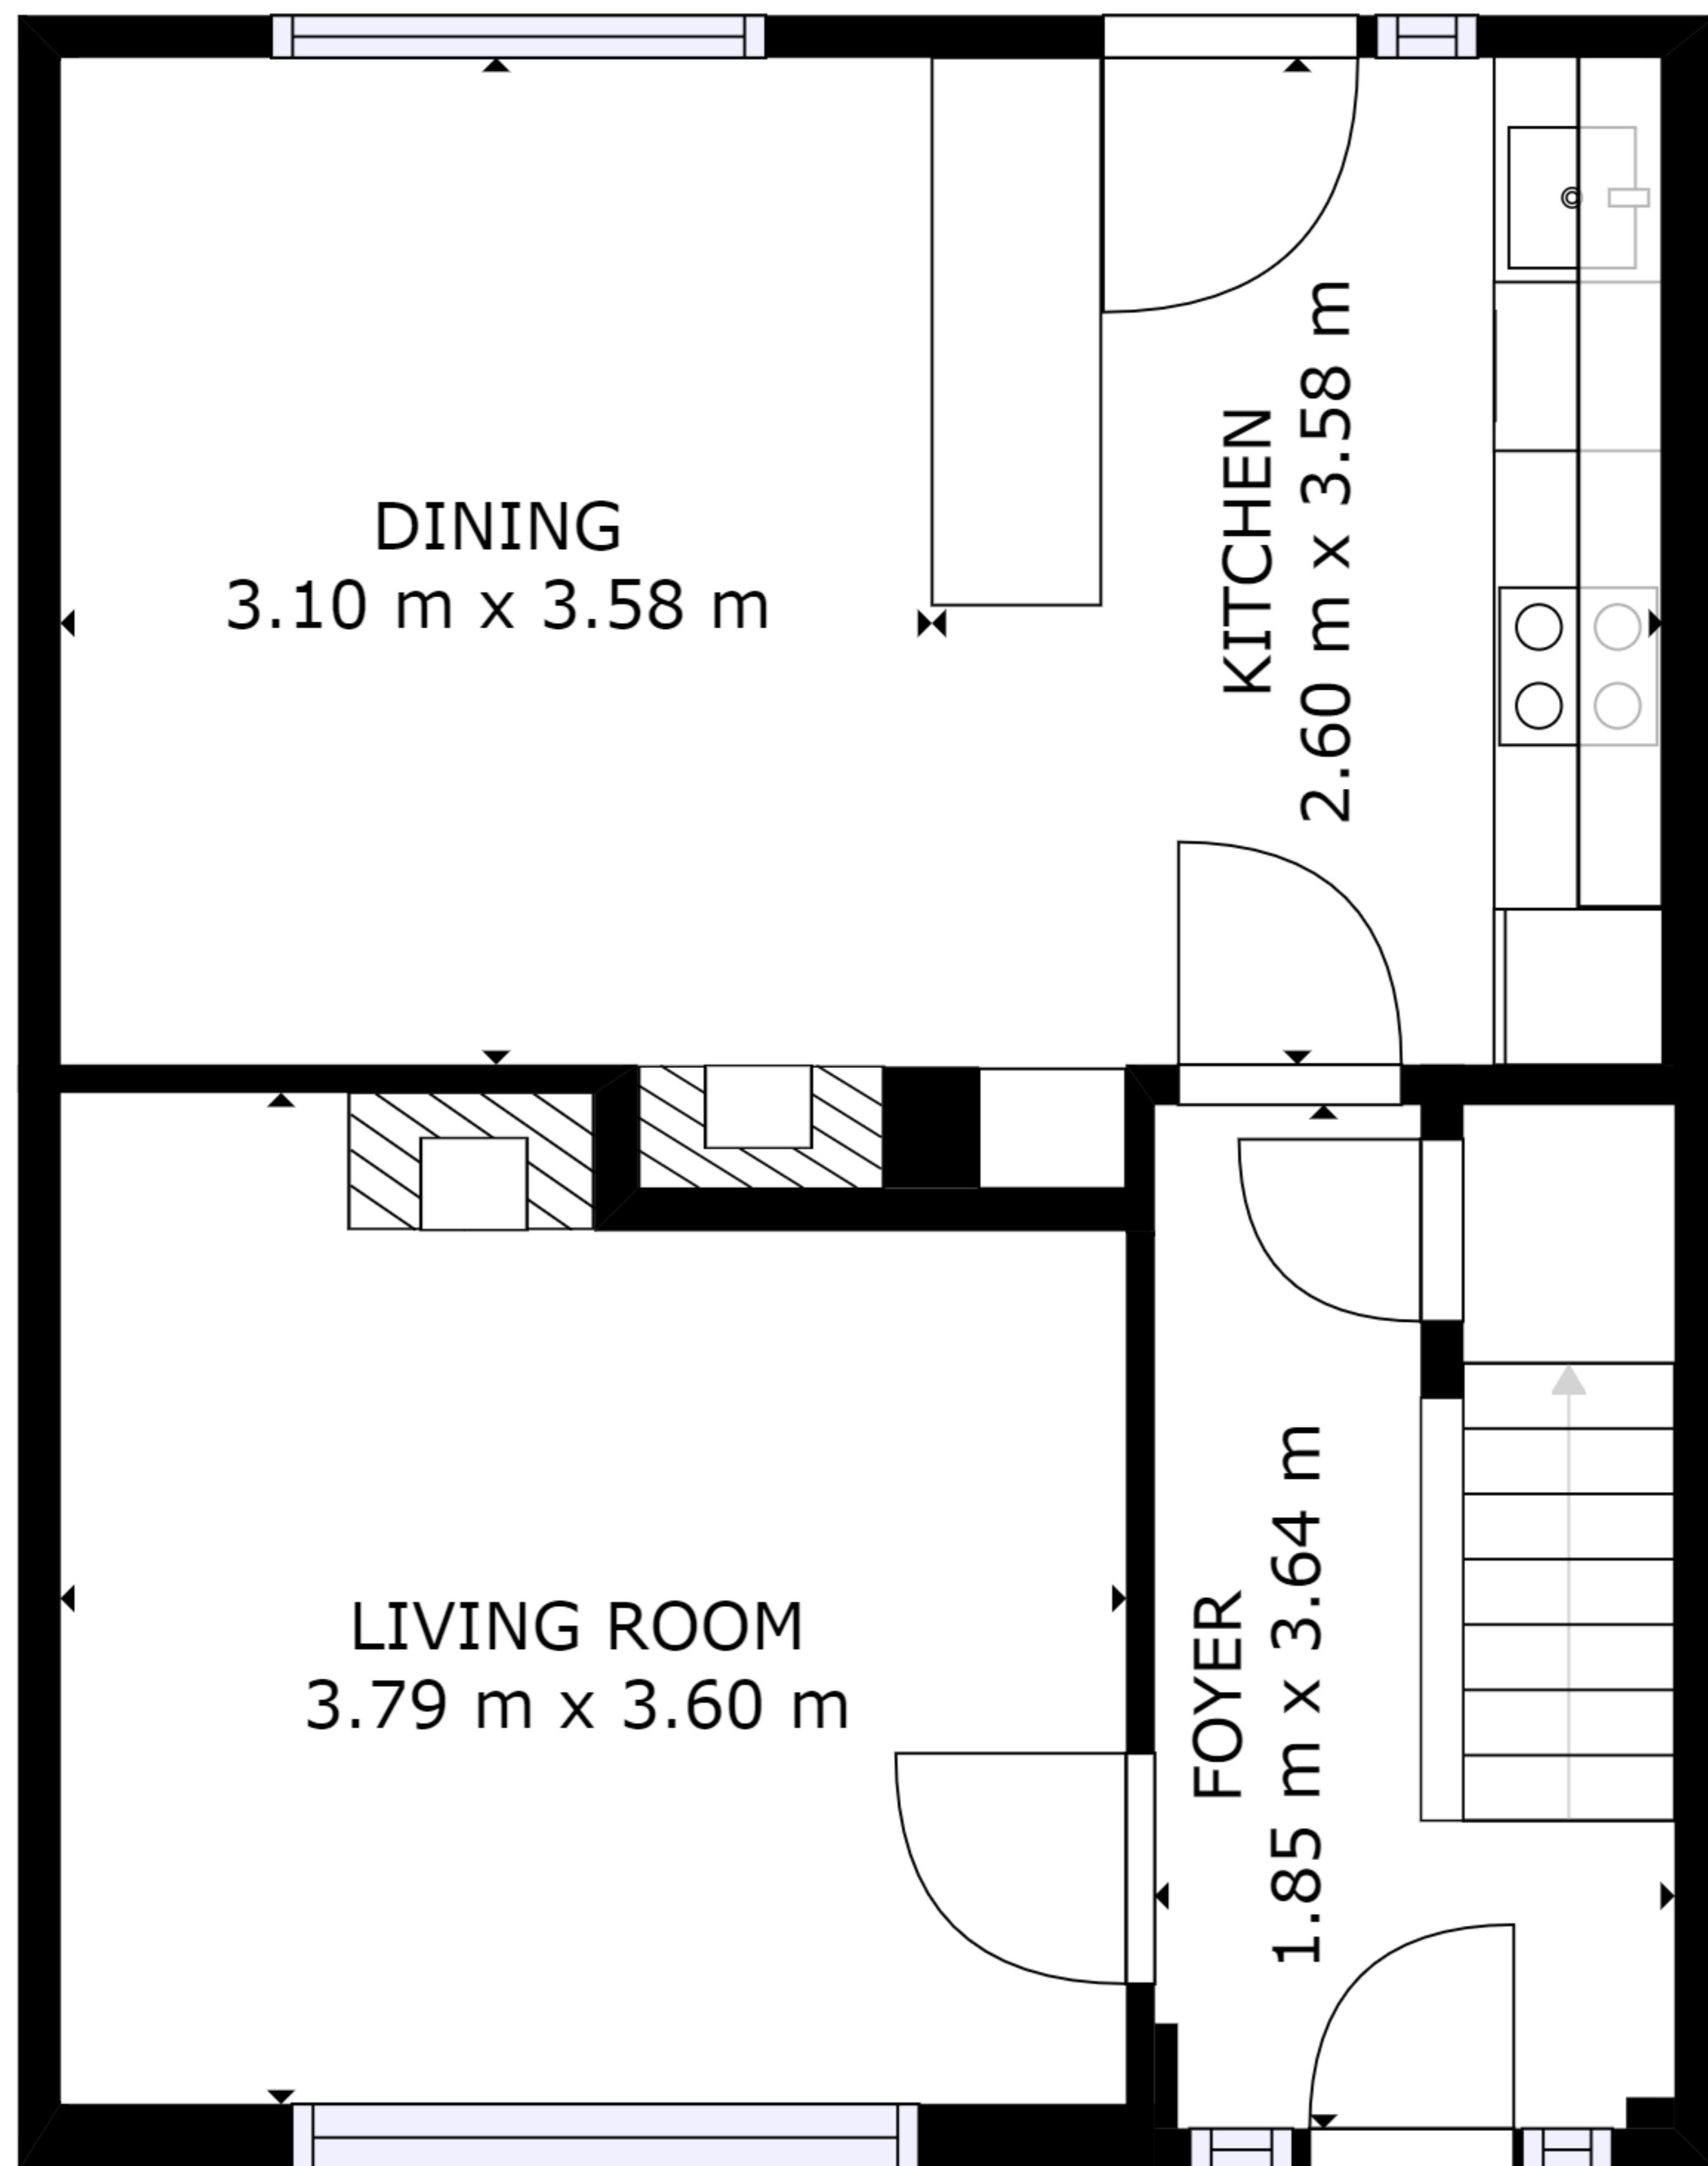 DINING
3.10 m x 3.58 m
KITCHEN
2.60 m x 3.58 m
LIVING ROOM
3.79 m x 3.60 m
FOYER
1.85 m x 3.64 m